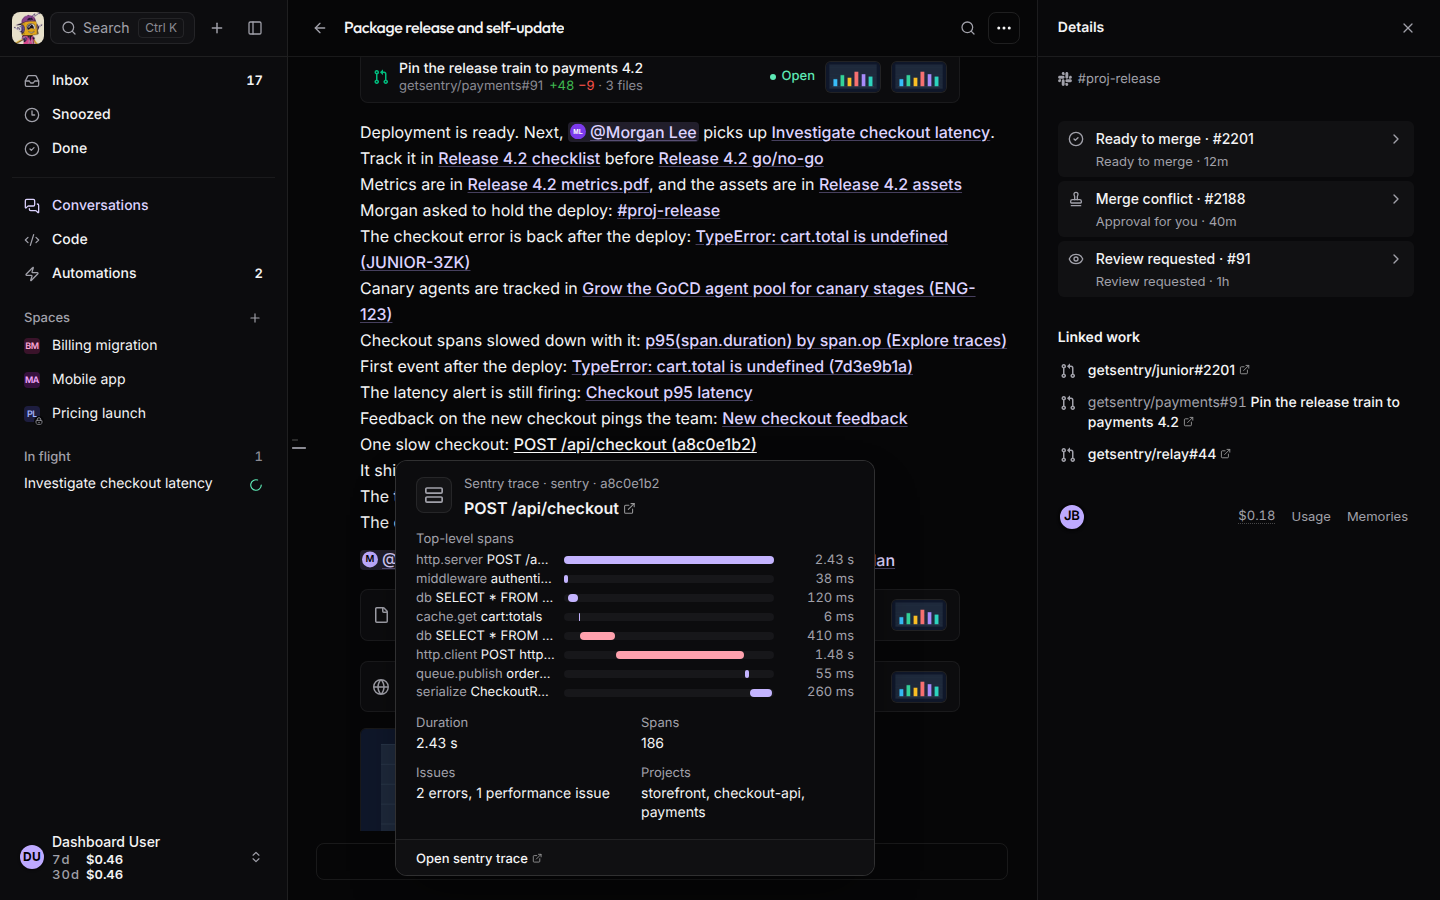 Search Ctrl K
Inbox 17
Snoozed
Done
Conversations
Code
Automations 2
Spaces
BM Billing migration
MA Mobile app
PL Pricing launch
In flight 1
Investigate checkout latency
DU Dashboard User
7d $0.46
30d $0.46
Package release and self-update
Pin the release train to payments 4.2
getsentry/payments#91 +48 −9 · 3 files
Open
Deployment is ready. Next, ML @Morgan Lee picks up Investigate checkout latency.
Track it in Release 4.2 checklist before Release 4.2 go/no-go
Metrics are in Release 4.2 metrics.pdf, and the assets are in Release 4.2 assets
Morgan asked to hold the deploy: #proj-release
The checkout error is back after the deploy: TypeError: cart.total is undefined
(JUNIOR-3ZK)
Canary agents are tracked in Grow the GoCD agent pool for canary stages (ENG-
123)
Checkout spans slowed down with it: p95(span.duration) by span.op (Explore traces)
First event after the deploy: TypeError: cart.total is undefined (7d3e9b1a)
The latency alert is still firing: Checkout p95 latency
Feedback on the new checkout pings the team: New checkout feedback
One slow checkout: POST /api/checkout (a8c0e1b2)
It shi
The
The
M @
lan
Sentry trace · sentry · a8c0e1b2
POST /api/checkout
Top-level spans
http.server POST /a... 2.43 s
middleware authenti... 38 ms
db SELECT * FROM ... 120 ms
cache.get cart:totals 6 ms
db SELECT * FROM ... 410 ms
http.client POST http... 1.48 s
queue.publish order... 55 ms
serialize CheckoutR... 260 ms
Duration
2.43 s
Spans
186
Issues
2 errors, 1 performance issue
Projects
storefront, checkout-api,
payments
Open sentry trace
Details
#proj-release
Ready to merge · #2201
Ready to merge · 12m
Merge conflict · #2188
Approval for you · 40m
Review requested · #91
Review requested · 1h
Linked work
getsentry/junior#2201
getsentry/payments#91 Pin the release train to
payments 4.2
getsentry/relay#44
JB $0.18 Usage Memories